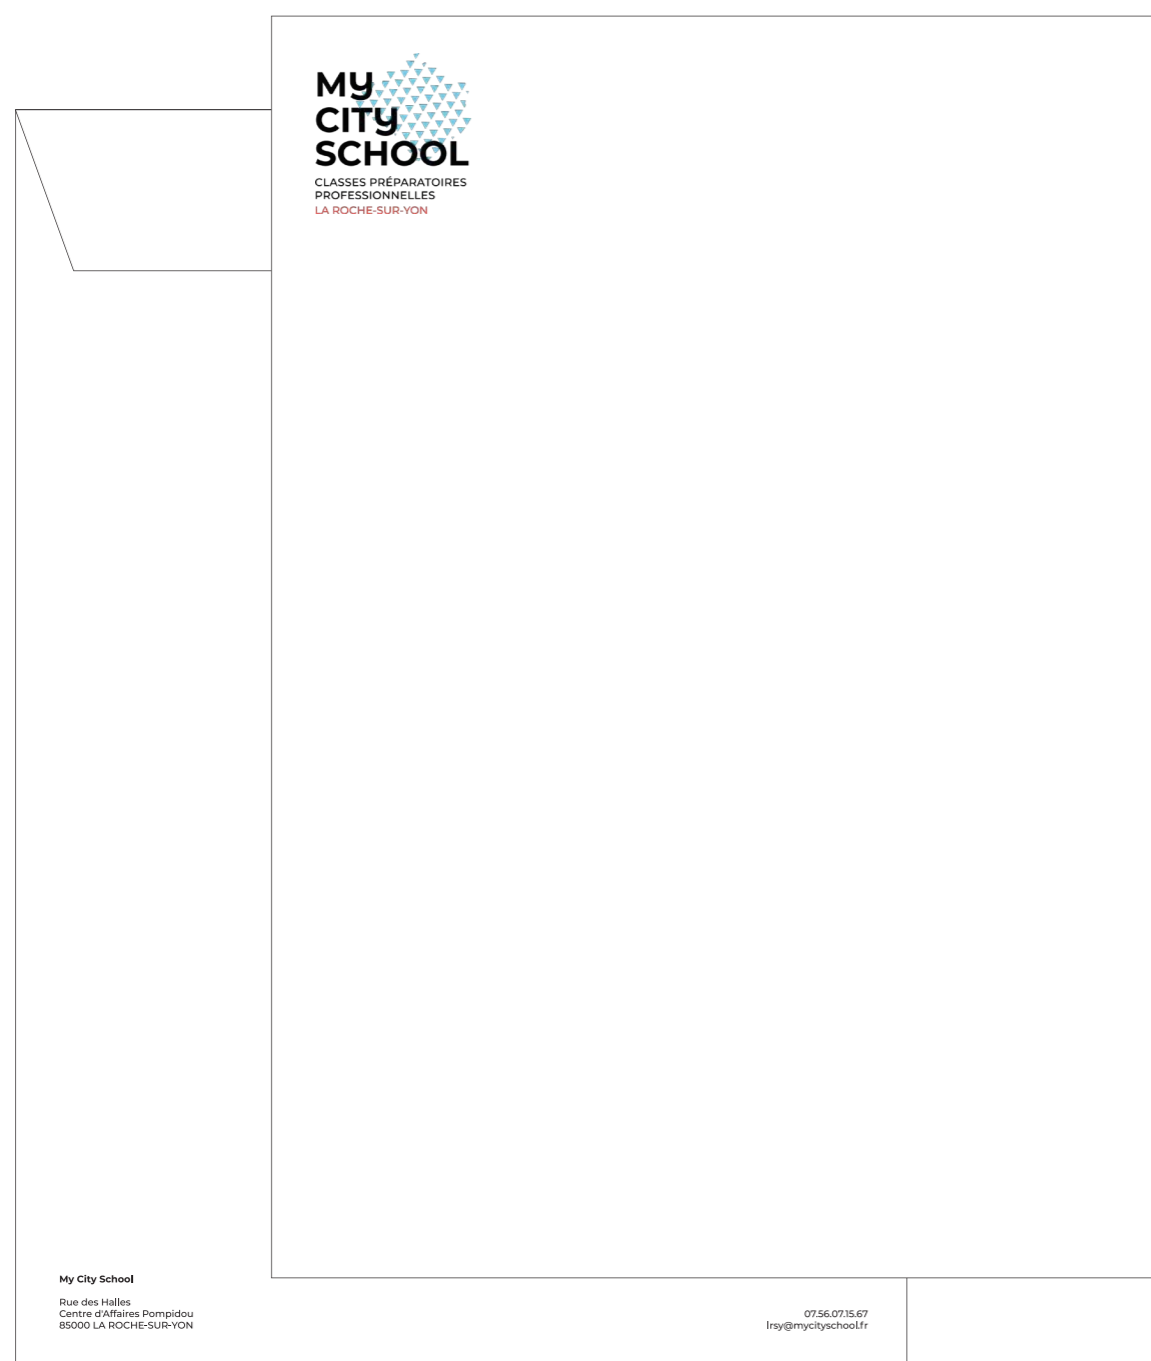 MY
CITY
SCHOOL
CLASSES PRÉPARATOIRES
PROFESSIONNELLES
LA ROCHE-SUR-YON
My City School
Rue des Halles
Centre d'Affaires Pompidou
85000 LA ROCHE-SUR-YON
07.56.07.15.67
lrsy@mycityschool.fr